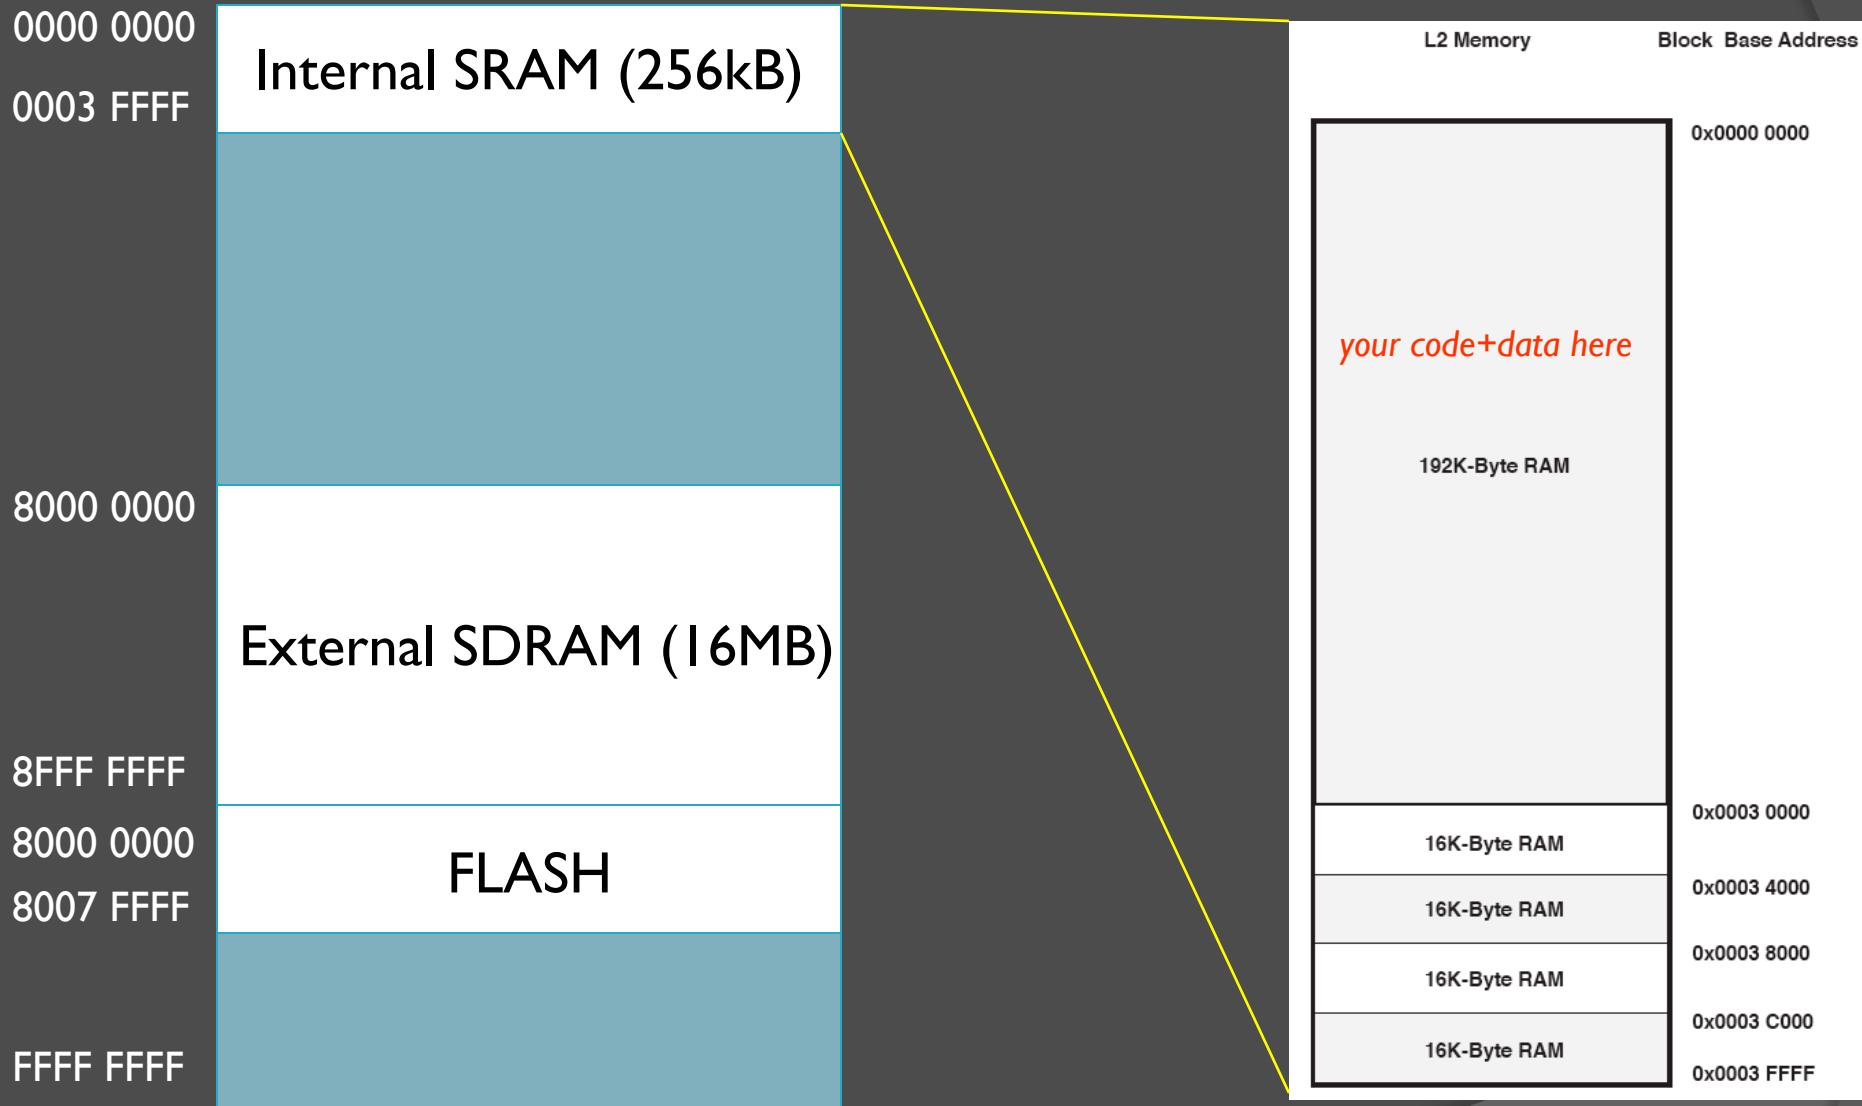 0000 0000
Internal SRAM (256kB)
0003 FFFF
8000 0000
External SDRAM (16MB)
8FFF FFFF
8000 0000
FLASH
8007 FFFF
FFFF FFFF
L2 Memory
Block Base Address
0x0000 0000
your code+data here
192K-Byte RAM
0x0003 0000
16K-Byte RAM
0x0003 4000
16K-Byte RAM
0x0003 8000
16K-Byte RAM
0x0003 C000
16K-Byte RAM
0x0003 FFFF